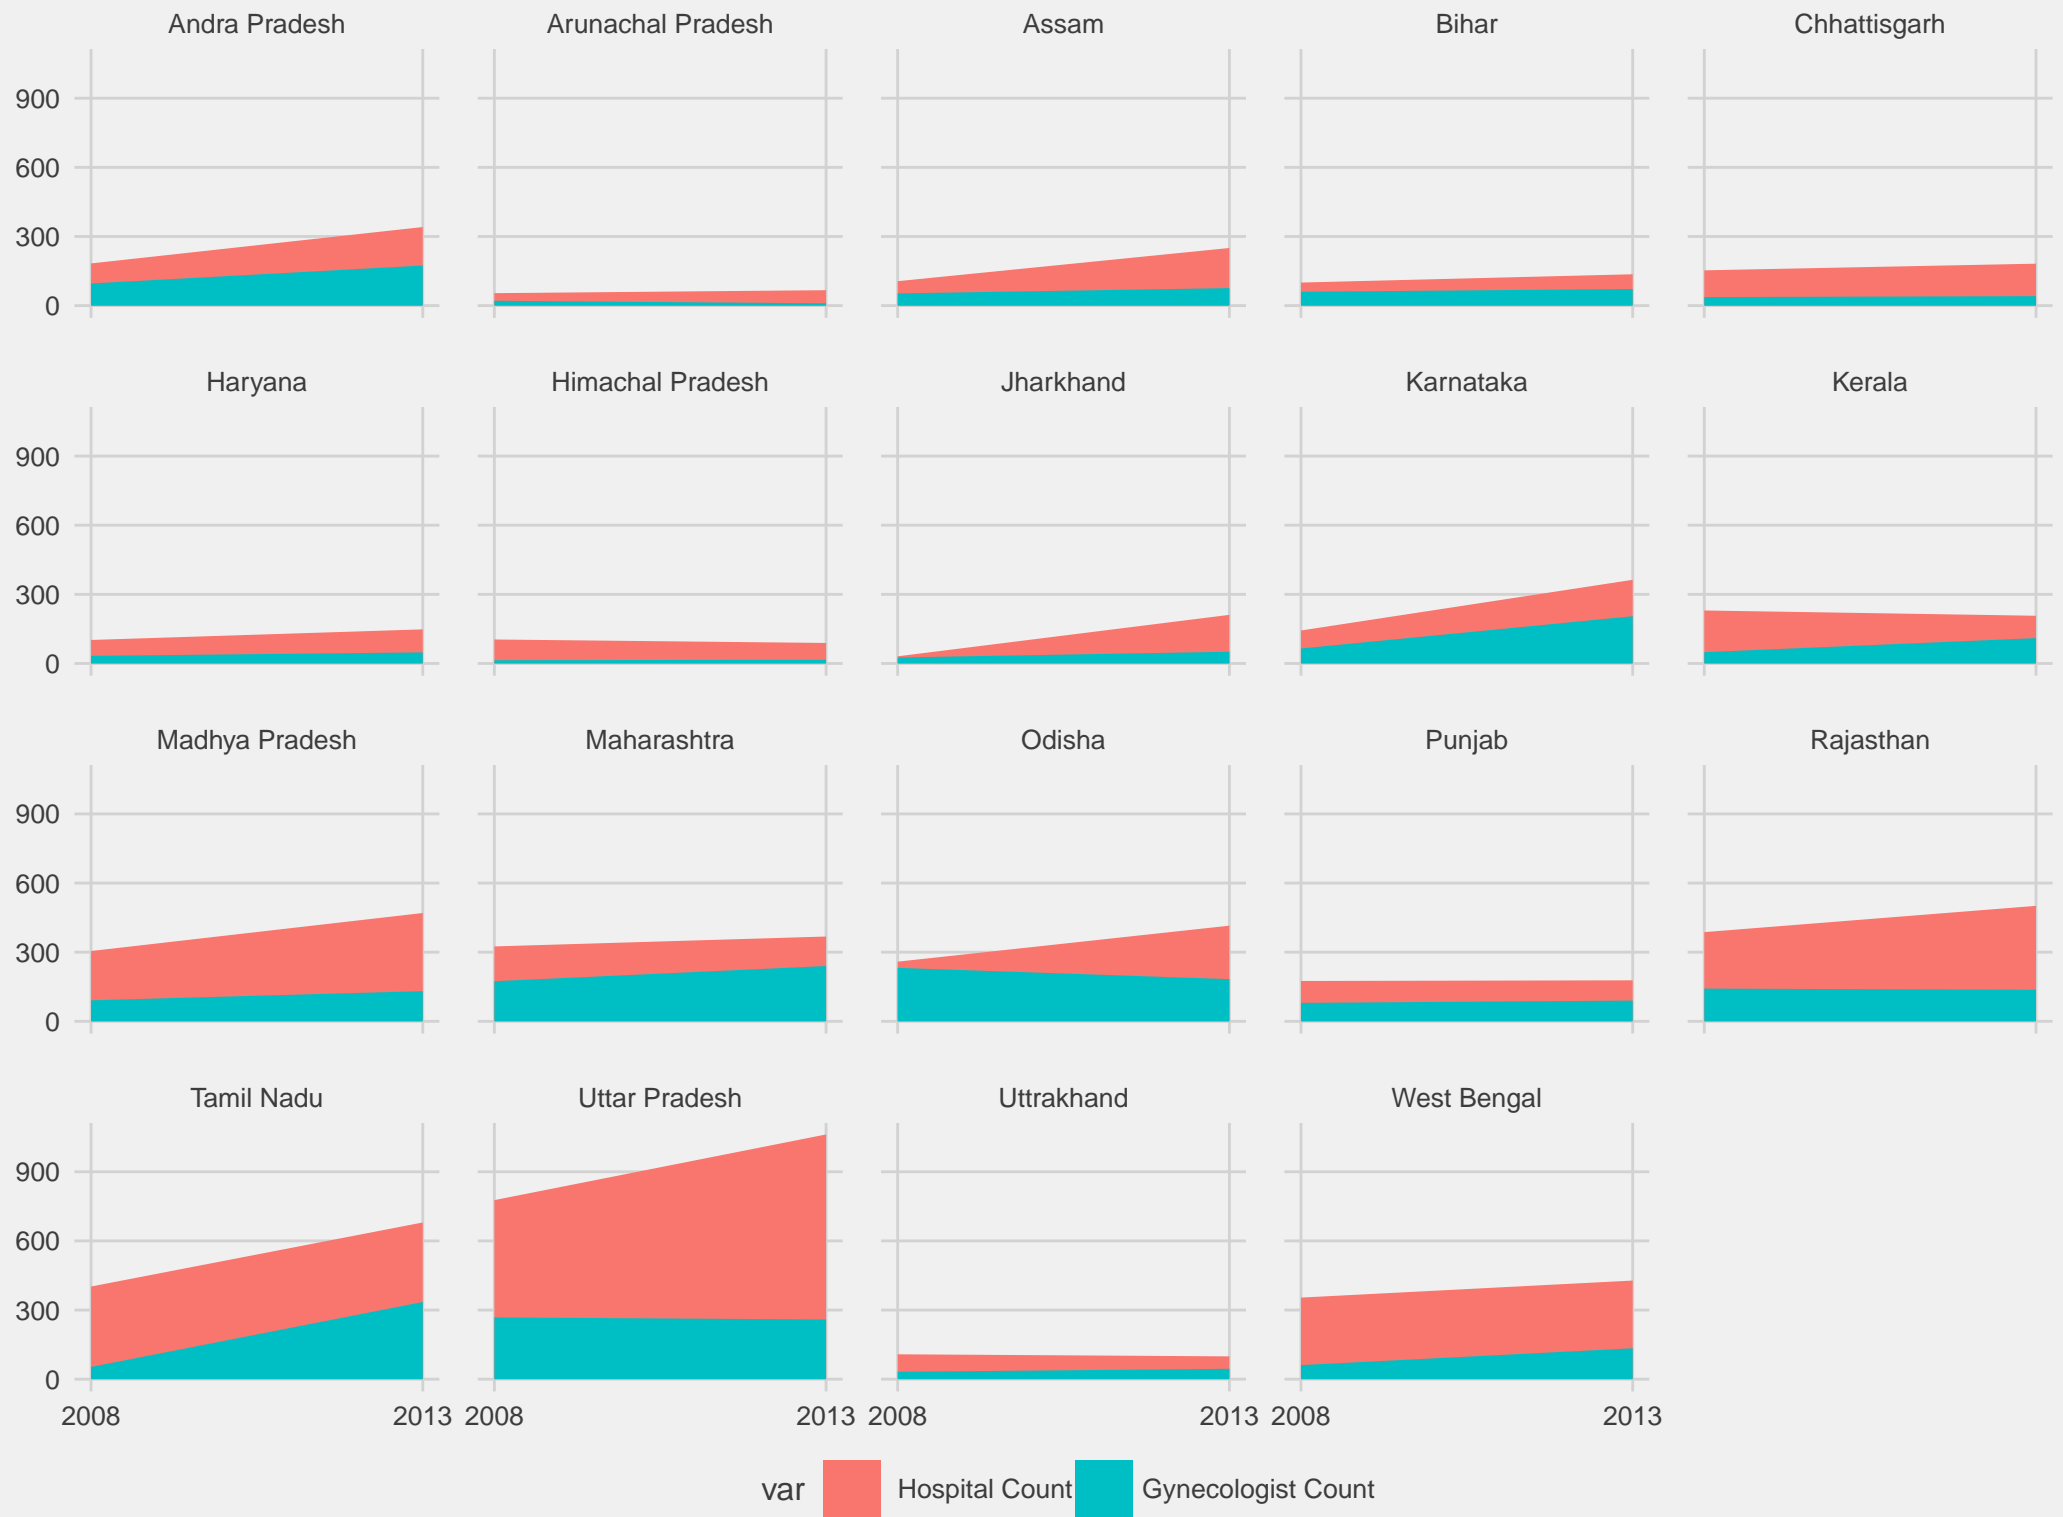 Andra Pradesh Arunachal Pradesh Assam Bihar Chhattisgarh
900
600
300
0
Haryana Himachal Pradesh Jharkhand Karnataka Kerala
900
600
300
0
Madhya Pradesh Maharashtra Odisha Punjab Rajasthan
900
600
300
0
Tamil Nadu Uttar Pradesh Uttrakhand West Bengal
900
600
300
0
2008 2013 2008 2013 2008 2013 2008 2013
var Hospital Count Gynecologist Count